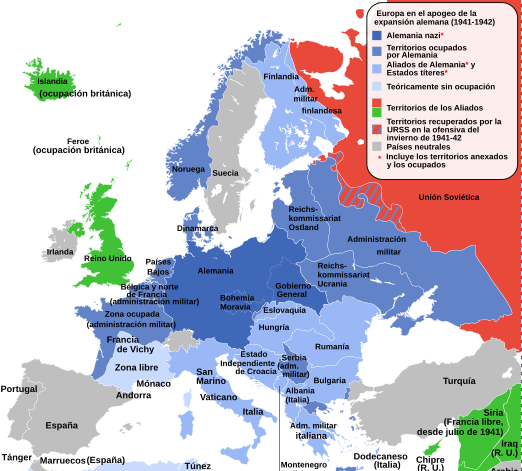 Europa en el apogeo de la
expansión alemana (1941-1942)
Alemania nazi*
Territorios ocupados
por Alemania
Aliados de Alemania* y
Estados títeres*
Teóricamente sin ocupación
Territorios de los Aliados
Territorios recuperados por la
URSS en la ofensiva del
invierno de 1941-42
Países neutrales
* Incluye los territorios anexados
y los ocupados
Islandia
(ocupación británica)
Feroe
(ocupación británica)
Finlandia
Adm.
militar
finlandesa
Noruega
Suecia
Unión Soviética
Dinamarca
Reichs-
kommissariat
Ostland
Administración
militar
Irlanda
Reino Unido
Países
Bajos
Alemania
Reichs-
kommissariat
Ucrania
Bélgica y norte
de Francia
(administración militar)
Bohemia
Moravia
Gobierno
General
Zona ocupada
(administración militar)
Eslovaquia
Hungría
Francia
de Vichy
Zona libre
Estado
Independiente
de Croacia
Serbia
(adm.
militar)
Rumanía
Mónaco
Andorra
San
Marino
Vaticano
Italia
Albania
(Italia)
Bulgaria
Portugal
España
Turquía
Adm. militar
italiana
Siria
(Francia libre,
desde julio de 1941)
Iraq
(R. U.)
Tánger
Marruecos(España)
Túnez
Montenegro
Dodecaneso
(Italia)
Chipre
(R. U.)